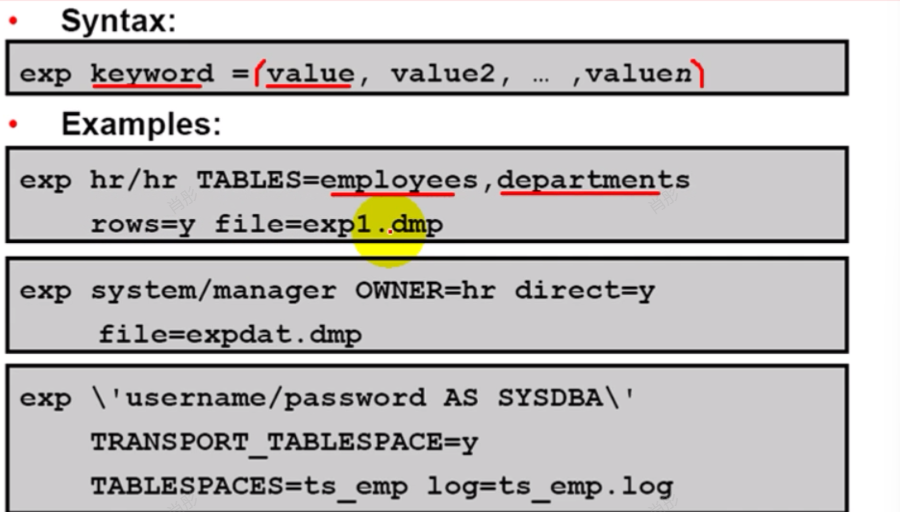 • Syntax:
exp keyword =(value, value2, … ,valuen)
• Examples:
exp hr/hr TABLES=employees,departments
rows=y file=exp1.dmp
exp system/manager OWNER=hr direct=y
file=expdat.dmp
exp \'username/password AS SYSDBA\'
TRANSPORT_TABLESPACE=y
TABLESPACES=ts_emp log=ts_emp.log